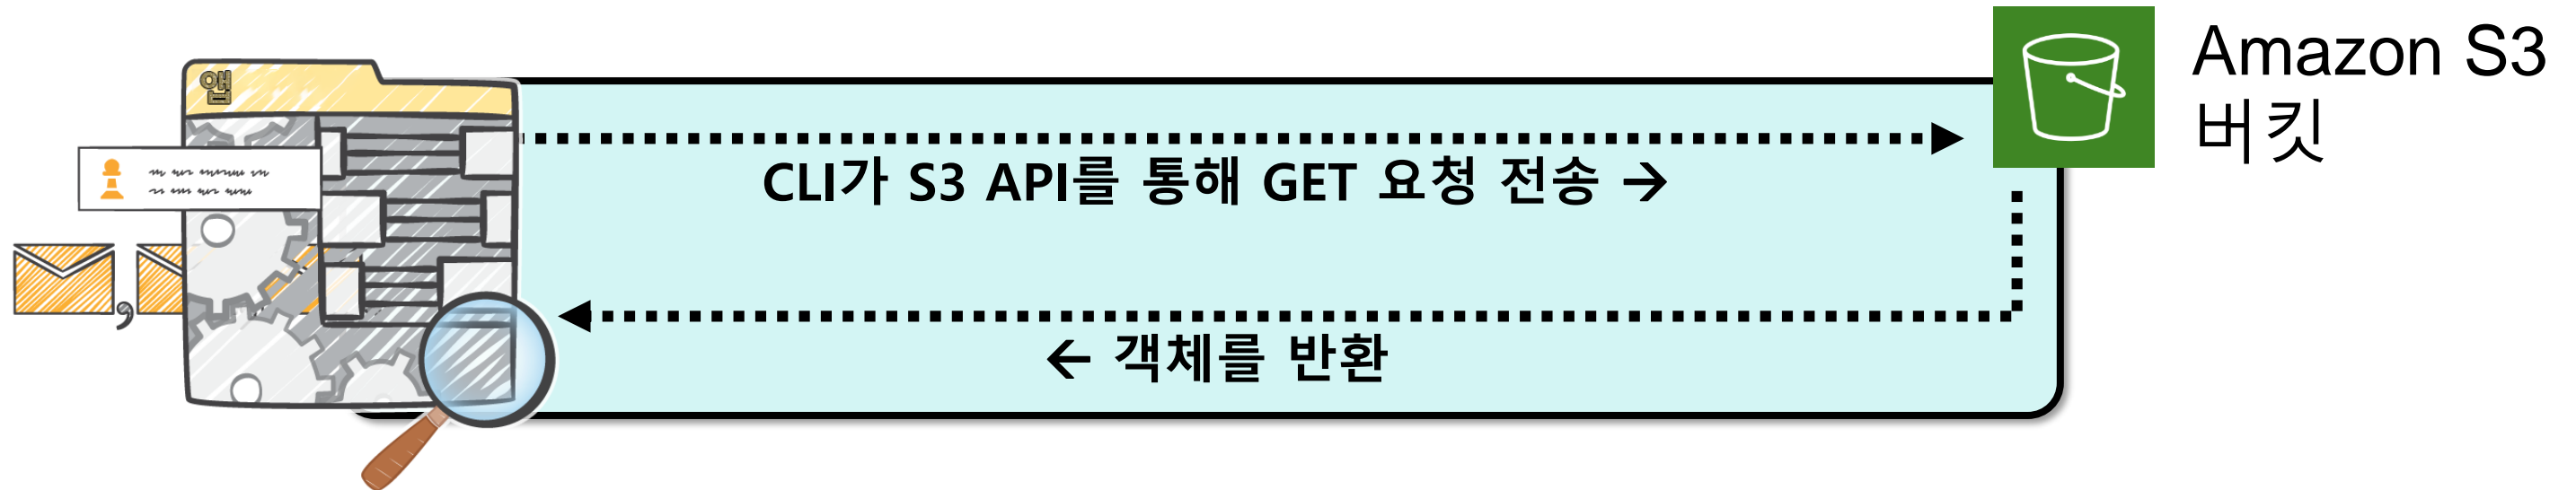 앱
Amazon S3
버킷
CLI가 S3 API를 통해 GET 요청 전송 →
← 객체를 반환